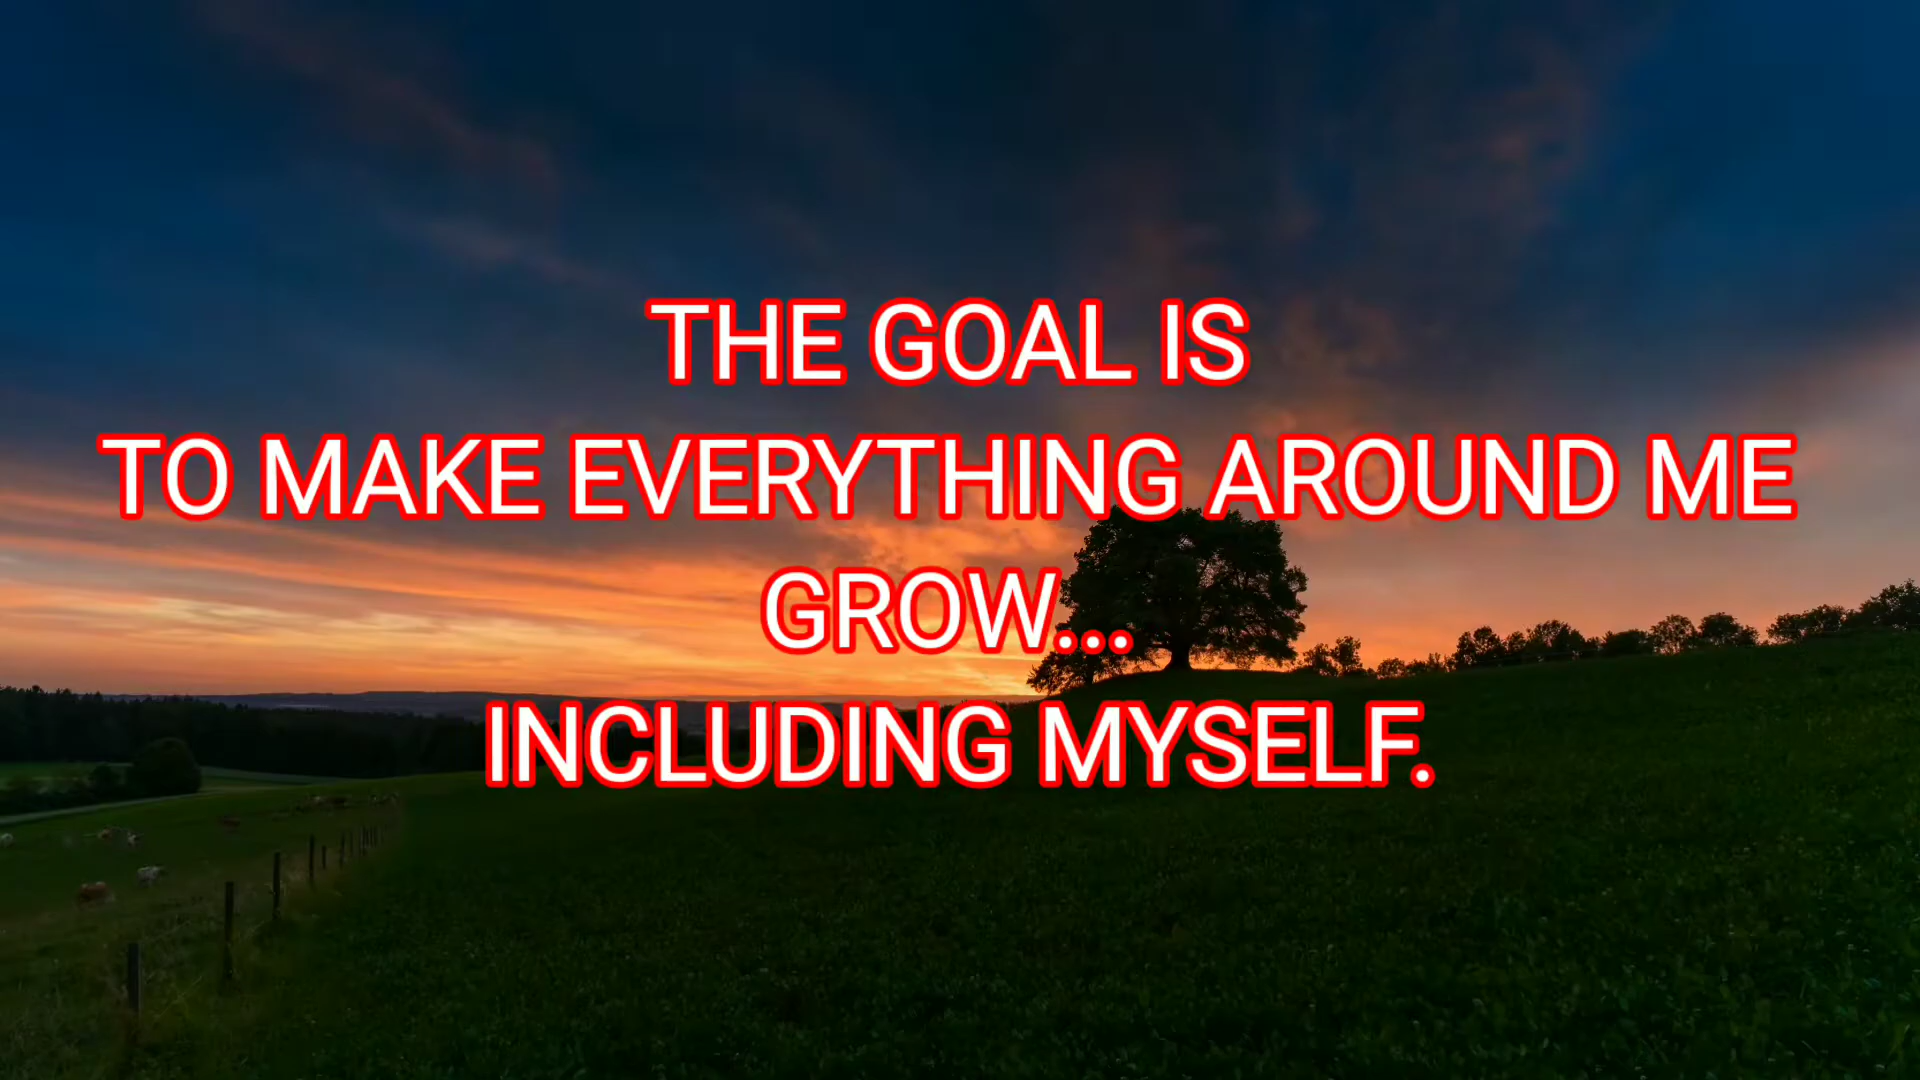 THE GOAL IS
TO MAKE EVERYTHING AROUND ME
GROW...
INCLUDING MYSELF.